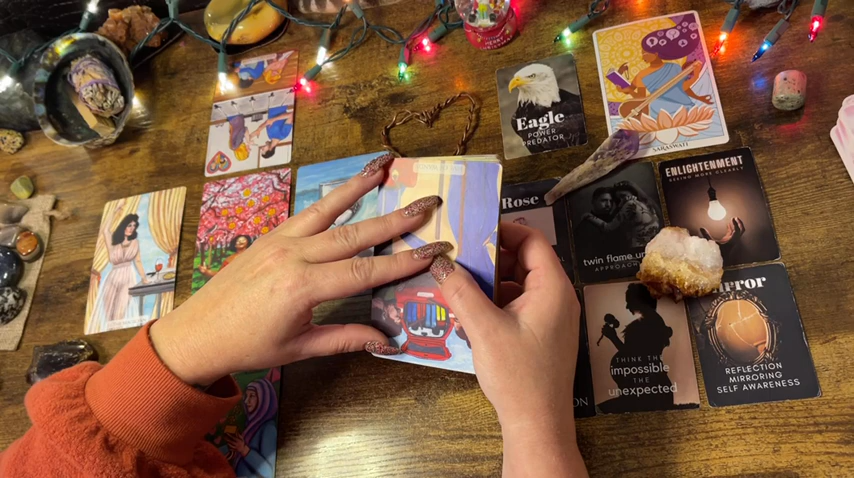 Eagle
POWER
PREDATOR
SARASWATI
Rose
twin flame
APPROACH
ENLIGHTENMENT
SEEING MORE CLEARLY
THINK THE
impossible
THE
unexpected
REFLECTION
MIRRORING
SELF AWARENESS